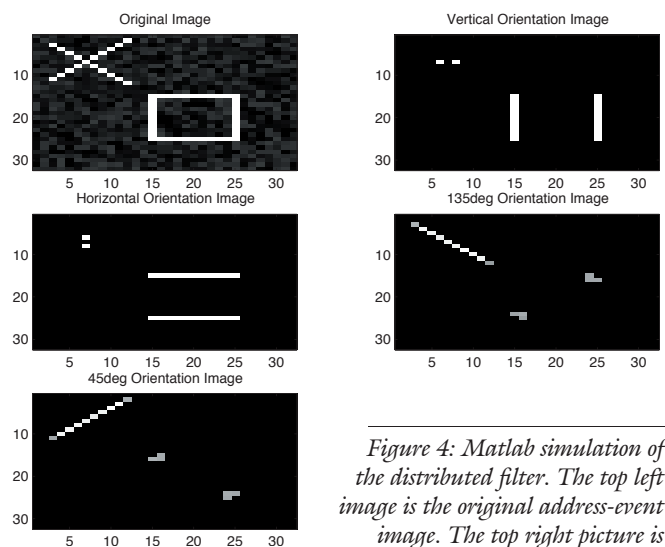 Original Image
10
20
30
5 10 15 20 25 30
Vertical Orientation Image
10
20
30
5 10 15 20 25 30
Horizontal Orientation Image
10
20
30
5 10 15 20 25 30
135deg Orientation Image
10
20
30
5 10 15 20 25 30
45deg Orientation Image
10
20
30
5 10 15 20 25 30
Figure 4: Matlab simulation of
the distributed filter. The top left
image is the original address-event
image. The top right picture is